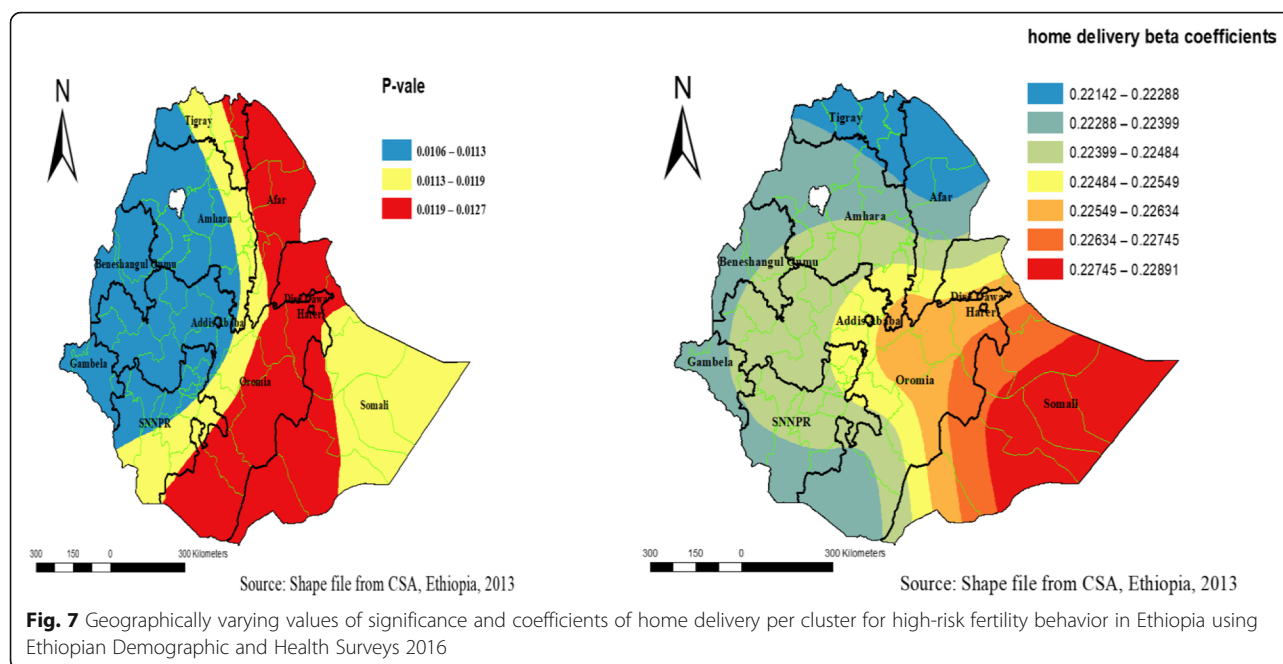 N
P-vale
0.0106 – 0.0113
0.0113 – 0.0119
0.0119 – 0.0127
Tigray
Afar
Amhara
Beneshangul Gumu
Dire Dawa
Hareri
Addis Ababa
Gambela
Oromia
Somali
SNNPR
300 150 0 300 Kilometers
Source: Shape file from CSA, Ethiopia, 2013
home delivery beta coefficients
N
0.22142 – 0.22288
0.22288 – 0.22399
0.22399 – 0.22484
0.22484 – 0.22549
0.22549 – 0.22634
0.22634 – 0.22745
0.22745 – 0.22891
Tigray
Afar
Amhara
Beneshangul Gumu
Dire Dawa
Hareri
Addis Ababa
Gambela
Oromia
Somali
SNNPR
300 150 0 300 Kilometers
Source: Shape file from CSA, Ethiopia, 2013
Fig. 7 Geographically varying values of significance and coefficients of home delivery per cluster for high-risk fertility behavior in Ethiopia using
Ethiopian Demographic and Health Surveys 2016